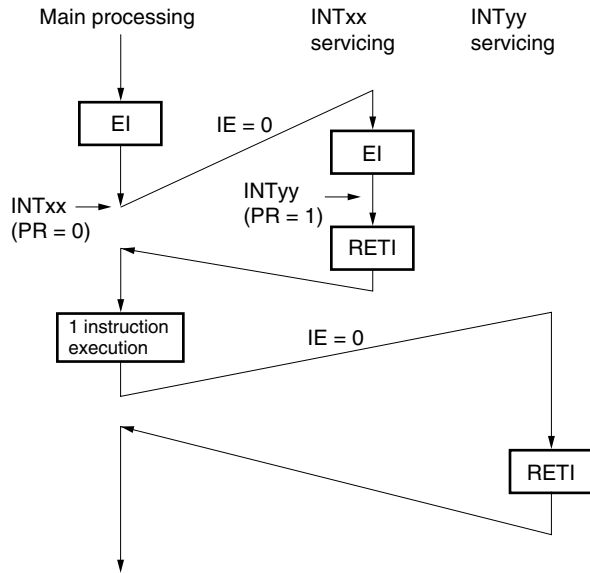 Main processing
INTxx
servicing
INTyy
servicing
EI
IE = 0
EI
INTxx
(PR = 0)
INTyy
(PR = 1)
RETI
1 instruction
execution
IE = 0
RETI